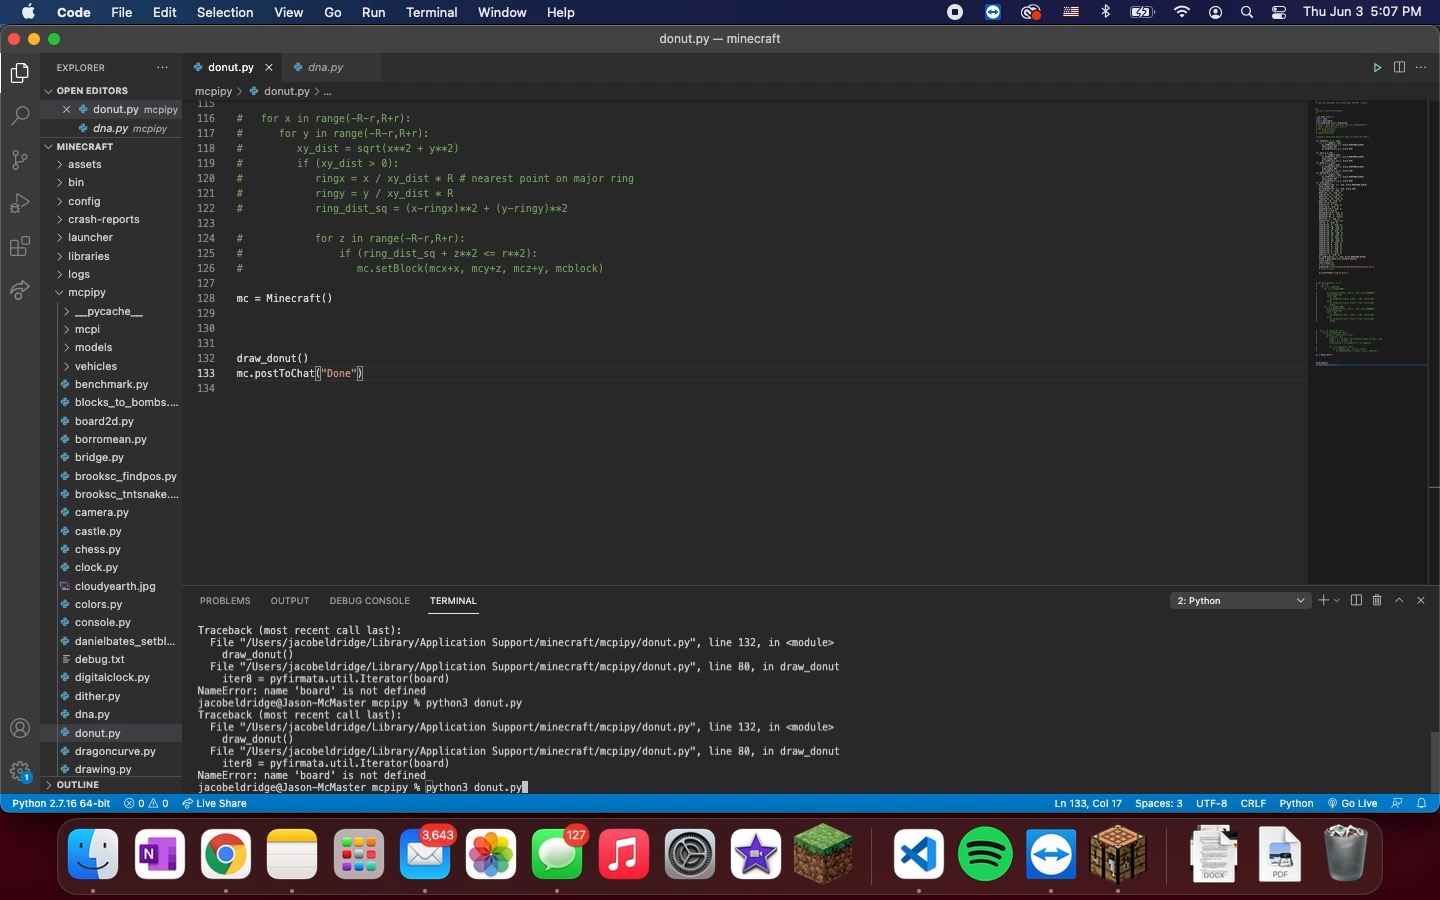 Code File Edit Selection View Go Run Terminal Window Help Thu Jun 3 5:07 PM
donut.py — minecraft
EXPLORER
donut.py
dna.py
OPEN EDITORS
mcpipy > donut.py > ...
donut.py mcpipy
dna.py mcpipy
MINECRAFT
assets
bin
config
crash-reports
launcher
libraries
logs
mcpipy
__pycache__
mcpi
models
vehicles
benchmark.py
blocks_to_bombs....
board2d.py
borromean.py
bridge.py
brooksc_findpos.py
brooksc_tntsnake....
camera.py
castle.py
chess.py
clock.py
cloudyearth.jpg
colors.py
console.py
danielbates_setbl...
debug.txt
digitalclock.py
dither.py
dna.py
donut.py
dragoncurve.py
drawing.py
OUTLINE
115
116 # for x in range(-R-r,R+r):
117 # for y in range(-R-r,R+r):
118 # xy_dist = sqrt(x**2 + y**2)
119 # if (xy_dist > 0):
120 # ringx = x / xy_dist * R # nearest point on major ring
121 # ringy = y / xy_dist * R
122 # ring_dist_sq = (x-ringx)**2 + (y-ringy)**2
123
124 # for z in range(-R-r,R+r):
125 # if (ring_dist_sq + z**2 <= r**2):
126 # mc.setBlock(mcx+x, mcy+z, mcz+y, mcblock)
127
128 mc = Minecraft()
129
130
131
132 draw_donut()
133 mc.postToChat("Done")
134
PROBLEMS OUTPUT DEBUG CONSOLE TERMINAL 2: Python
Traceback (most recent call last):
File "/Users/jacobeldridge/Library/Application Support/minecraft/mcpipy/donut.py", line 132, in <module>
draw_donut()
File "/Users/jacobeldridge/Library/Application Support/minecraft/mcpipy/donut.py", line 80, in draw_donut
iter8 = pyfirmata.util.Iterator(board)
NameError: name 'board' is not defined
jacobeldridge@Jason-McMaster mcpipy % python3 donut.py
Traceback (most recent call last):
File "/Users/jacobeldridge/Library/Application Support/minecraft/mcpipy/donut.py", line 132, in <module>
draw_donut()
File "/Users/jacobeldridge/Library/Application Support/minecraft/mcpipy/donut.py", line 80, in draw_donut
iter8 = pyfirmata.util.Iterator(board)
NameError: name 'board' is not defined
jacobeldridge@Jason-McMaster mcpipy % python3 donut.py
1
Python 2.7.16 64-bit 0 0 Live Share Ln 133, Col 17 Spaces: 3 UTF-8 CRLF Python Go Live
3,643
127
N
DOCX
PDF